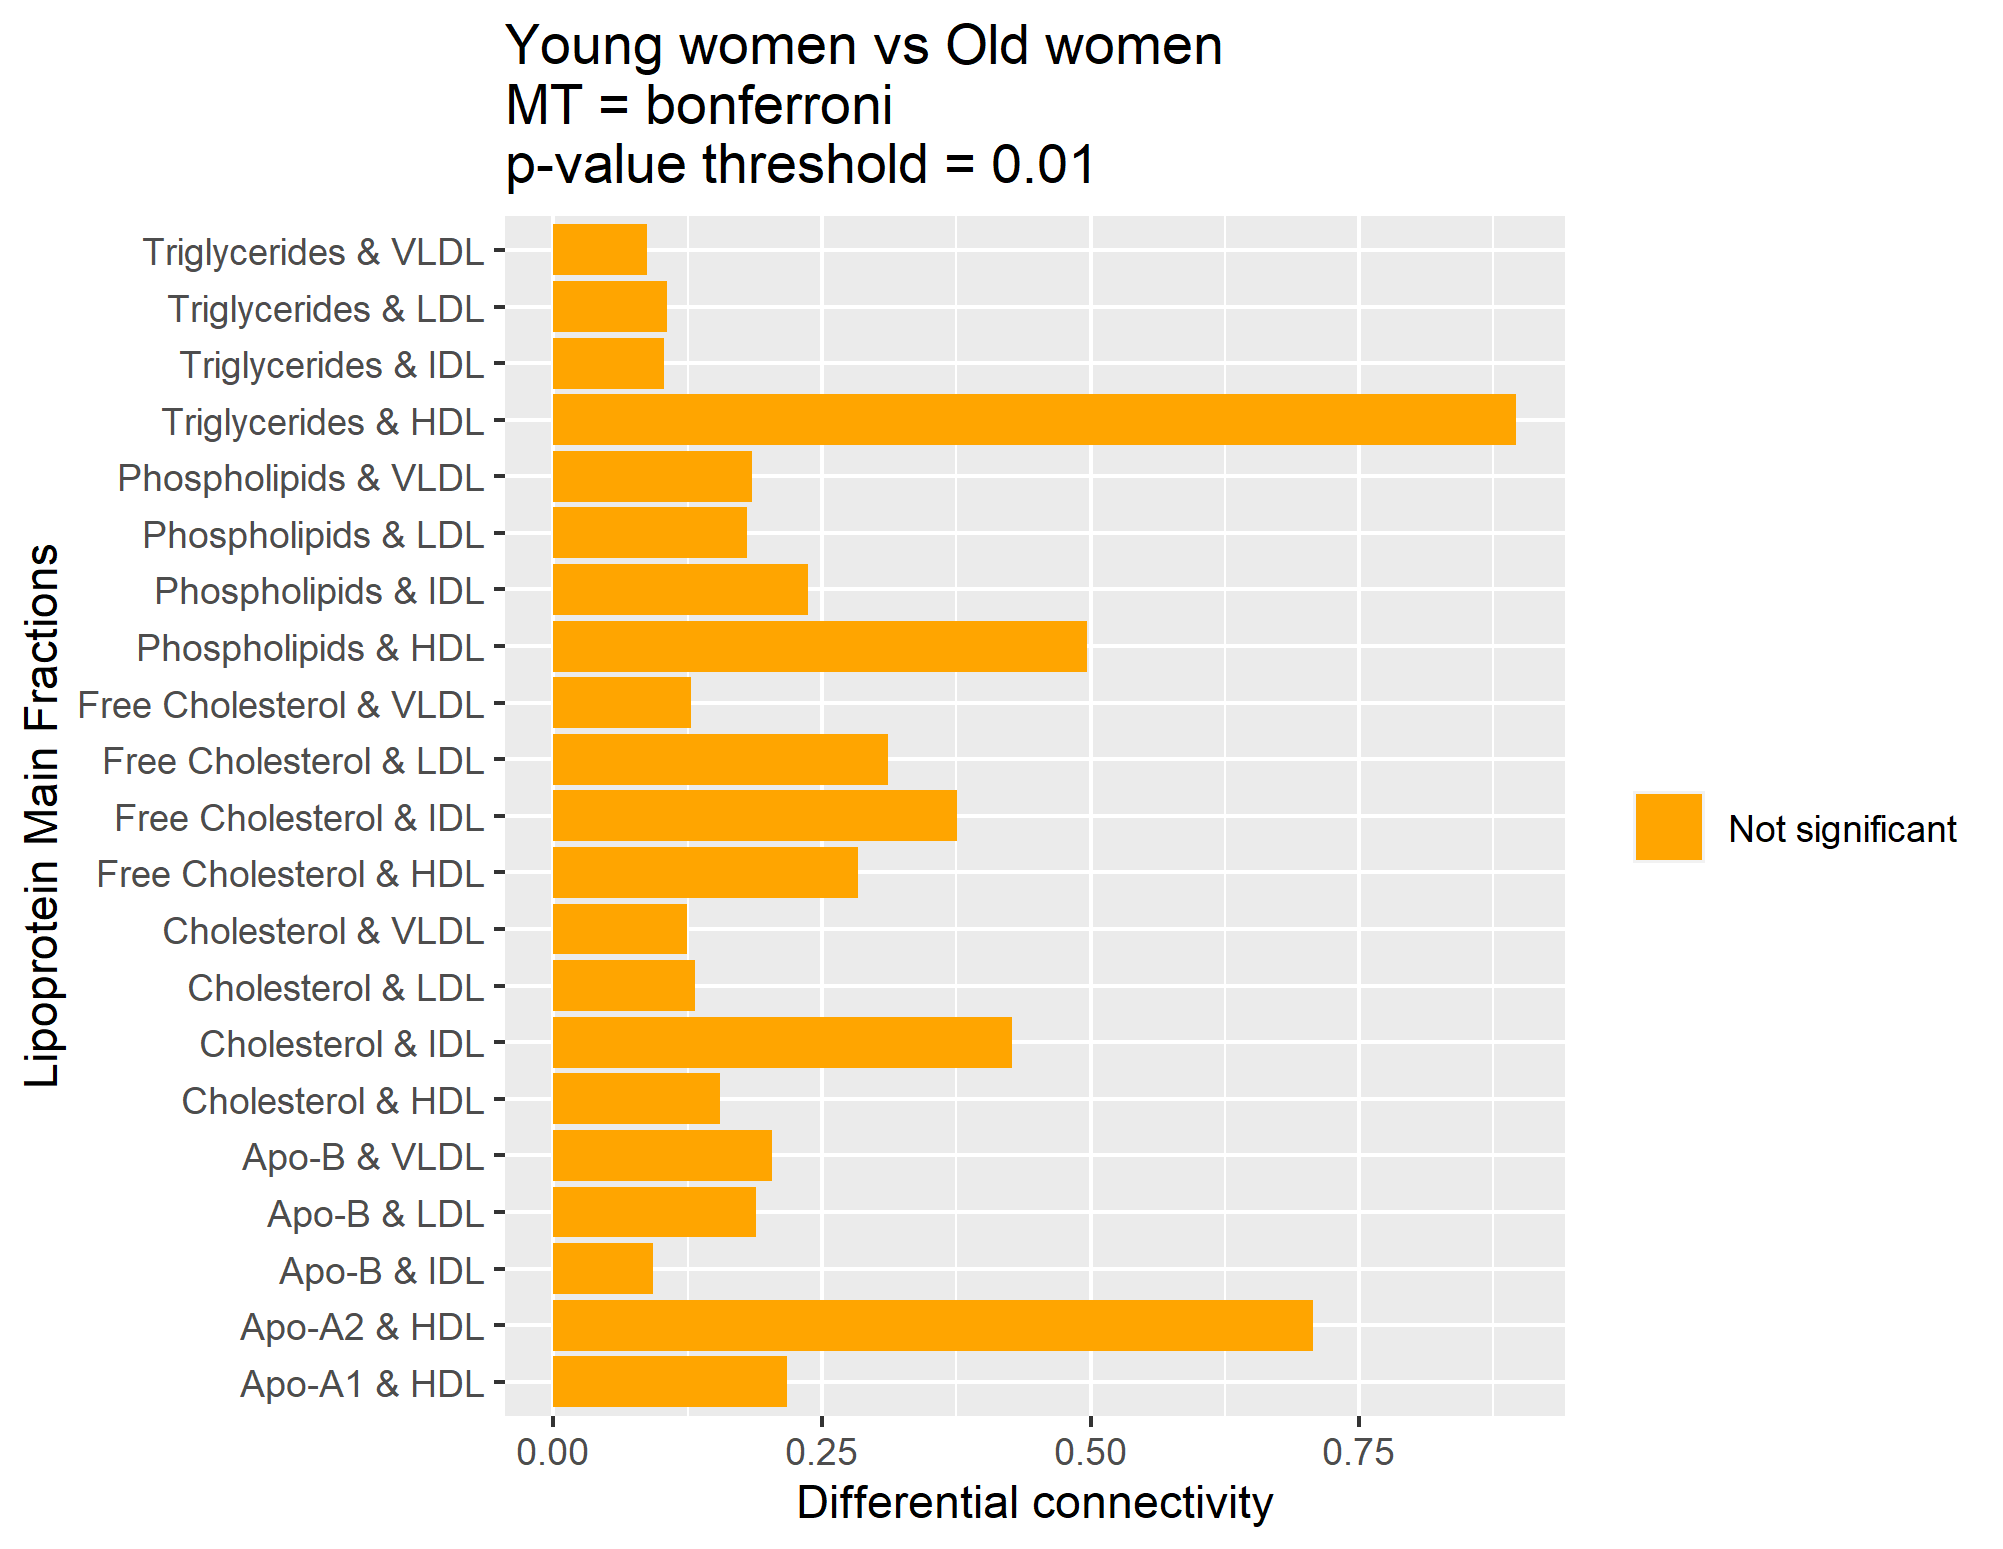 Young women vs Old women
MT = bonferroni
p-value threshold = 0.01
Lipoprotein Main Fractions
Triglycerides & VLDL
Triglycerides & LDL
Triglycerides & IDL
Triglycerides & HDL
Phospholipids & VLDL
Phospholipids & LDL
Phospholipids & IDL
Phospholipids & HDL
Free Cholesterol & VLDL
Free Cholesterol & LDL
Free Cholesterol & IDL
Free Cholesterol & HDL
Cholesterol & VLDL
Cholesterol & LDL
Cholesterol & IDL
Cholesterol & HDL
Apo-B & VLDL
Apo-B & LDL
Apo-B & IDL
Apo-A2 & HDL
Apo-A1 & HDL
0.00 0.25 0.50 0.75
Differential connectivity
Not significant